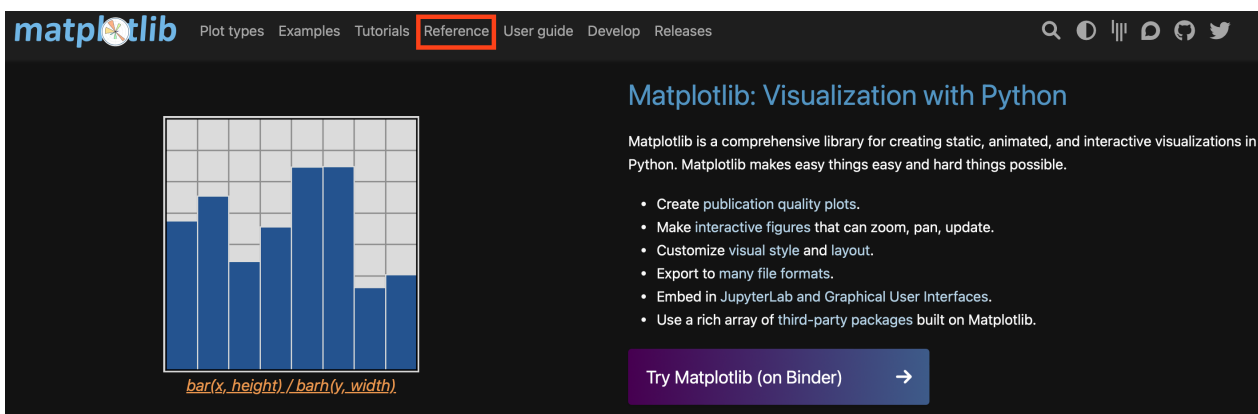 matplotlib Plot types Examples Tutorials Reference User guide Develop Releases
Matplotlib: Visualization with Python
Matplotlib is a comprehensive library for creating static, animated, and interactive visualizations in
Python. Matplotlib makes easy things easy and hard things possible.
• Create publication quality plots.
• Make interactive figures that can zoom, pan, update.
• Customize visual style and layout.
• Export to many file formats.
• Embed in JupyterLab and Graphical User Interfaces.
• Use a rich array of third-party packages built on Matplotlib.
Try Matplotlib (on Binder) →
bar(x, height) / barh(y, width)